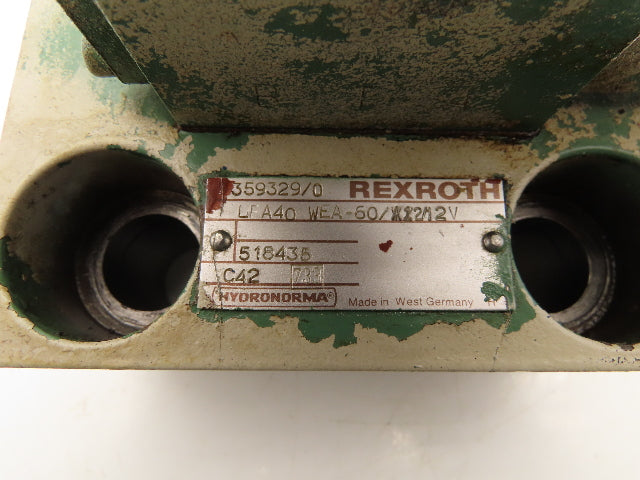 359329/0 REXROTH
LFA40 WEA-60/
518435
C42
HYDRONORMA® Made in West Germany